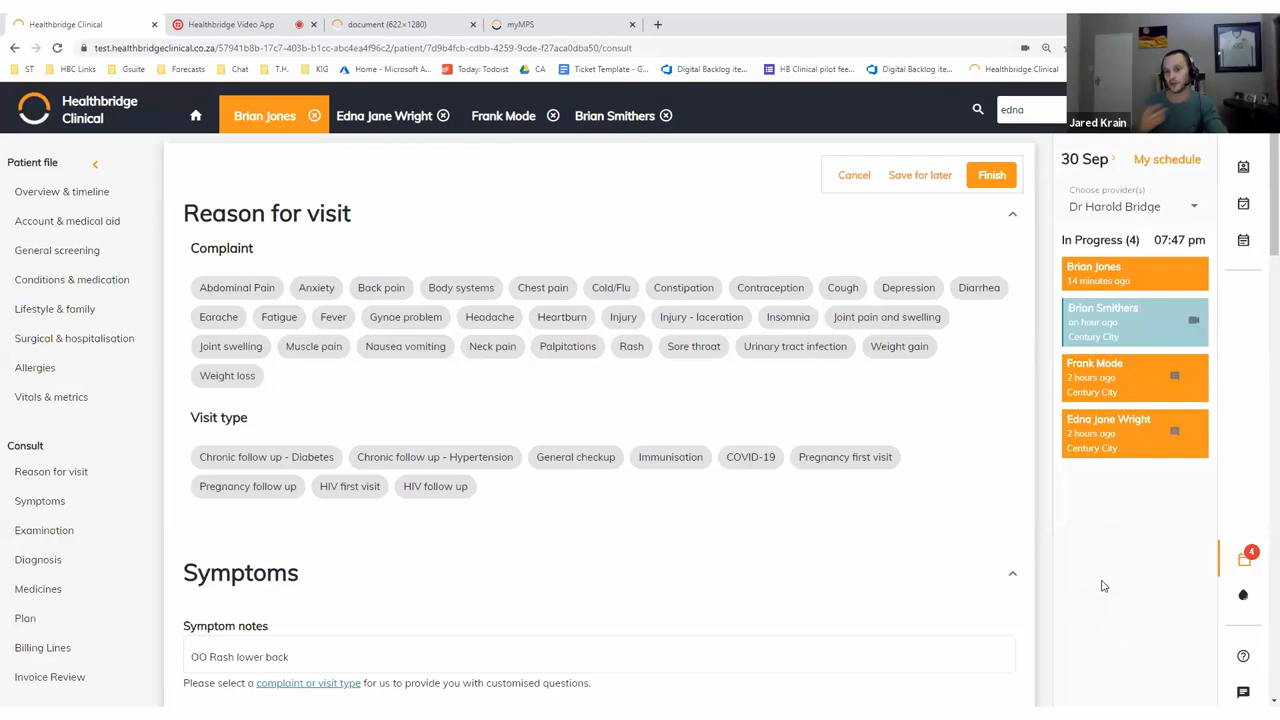 Healthbridge Clinical
Healthbridge Video App
document (622×1280)
myMPS
test.healthbridgeclinical.co.za/57941b8b-17c7-403b-b1cc-abc4ea4f96c2/patient/7d9b4fcb-cdbb-4259-9cde-f27aca0dba50/consult
ST
HBC Links
Gsuite
Forecasts
Chat
T.H.
KIG
Home - Microsoft A...
Today: Todoist
CA
Ticket Template - G...
Digital Backlog ite...
HB Clinical pilot fee...
Digital Backlog ite...
Healthbridge Clinical
Healthbridge
Clinical
Brian Jones
Edna Jane Wright
Frank Mode
Brian Smithers
edna
Jared Krain
Patient file
Overview & timeline
Account & medical aid
General screening
Conditions & medication
Lifestyle & family
Surgical & hospitalisation
Allergies
Vitals & metrics
Consult
Reason for visit
Symptoms
Examination
Diagnosis
Medicines
Plan
Billing Lines
Invoice Review
Cancel
Save for later
Finish
Reason for visit
Complaint
Abdominal Pain
Anxiety
Back pain
Body systems
Chest pain
Cold/Flu
Constipation
Contraception
Cough
Depression
Diarrhea
Earache
Fatigue
Fever
Gynae problem
Headache
Heartburn
Injury
Injury - laceration
Insomnia
Joint pain and swelling
Joint swelling
Muscle pain
Nausea/vomiting
Neck pain
Palpitations
Rash
Sore throat
Urinary tract infection
Weight gain
Weight loss
Visit type
Chronic follow up - Diabetes
Chronic follow up - Hypertension
General checkup
Immunisation
COVID-19
Pregnancy first visit
Pregnancy follow up
HIV first visit
HIV follow up
Symptoms
Symptom notes
OO Rash lower back
Please select a complaint or visit type for us to provide you with customised questions.
30 Sep
My schedule
Choose provider(s)
Dr Harold Bridge
In Progress (4) 07:47 pm
Brian Jones
14 minutes ago
Brian Smithers
an hour ago
Century City
Frank Mode
2 hours ago
Century City
Edna Jane Wright
2 hours ago
Century City
4